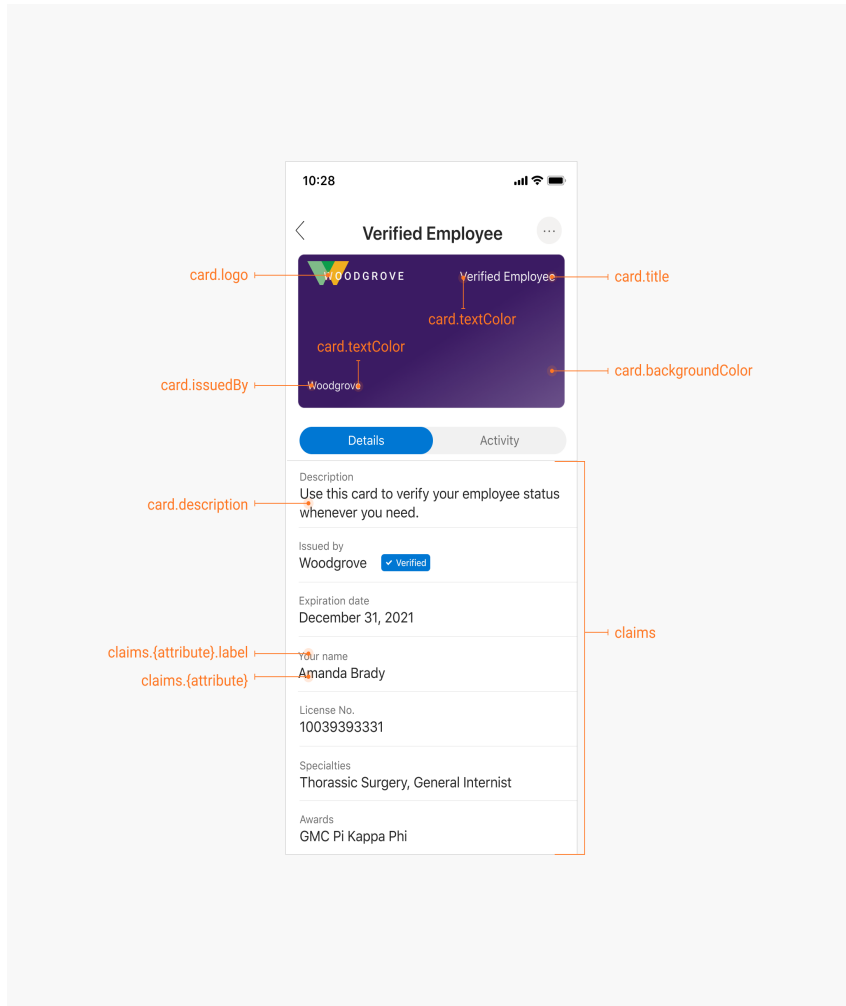 10:28
Verified Employee
...
card.logo
WOODGROVE
Verified Employee
card.title
card.textColor
card.textColor
card.backgroundColor
card.issuedBy
Woodgrove
Details
Activity
Description
Use this card to verify your employee status
whenever you need.
card.description
Issued by
Woodgrove
Verified
Expiration date
December 31, 2021
claims
claims.{attribute}.label
Your name
claims.{attribute}
Amanda Brady
License No.
10039393331
Specialties
Thorassic Surgery, General Internist
Awards
GMC Pi Kappa Phi